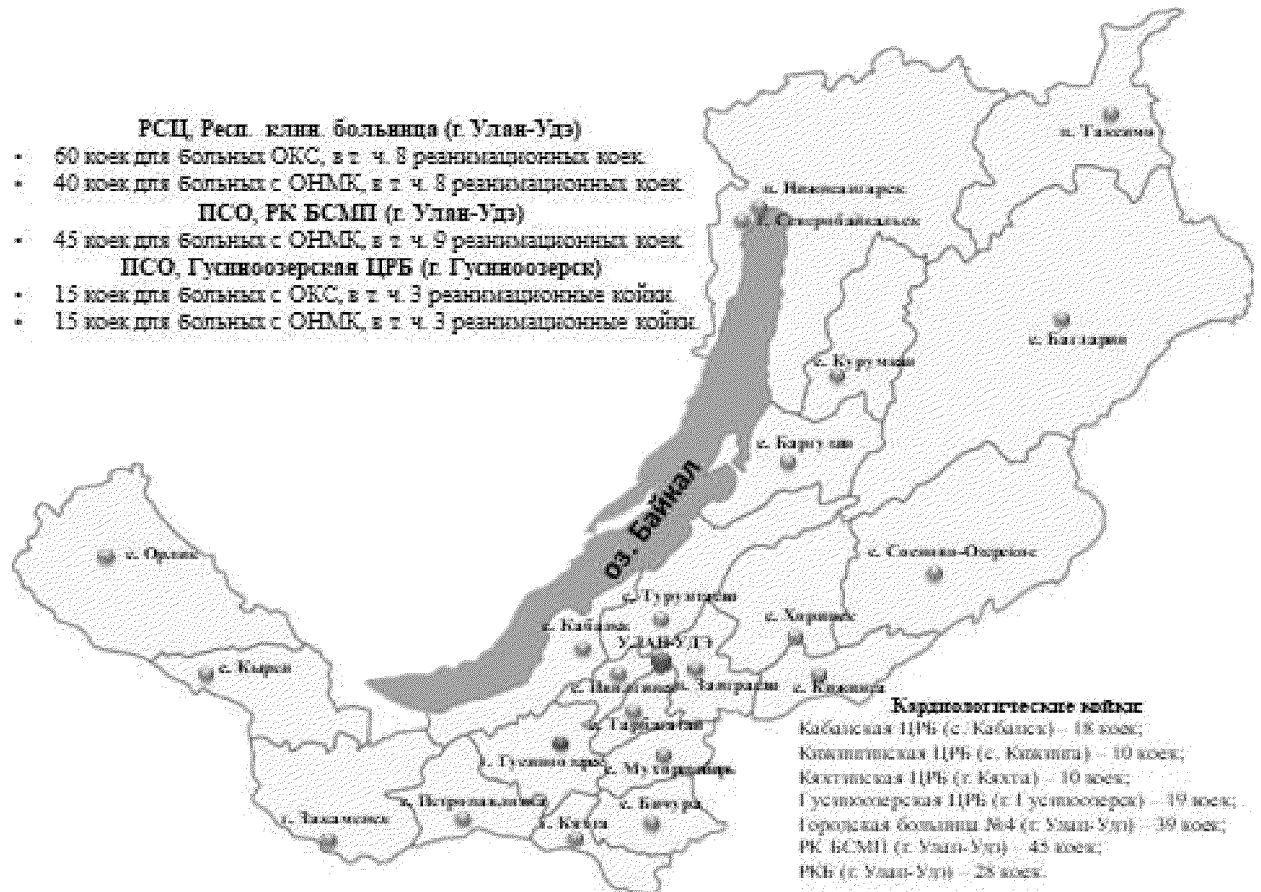 РСЦ, Респ. клин. больница (г. Улан-Удэ)
• 60 коек для больных ОКС, в т. ч. 8 реанимационных коек.
• 40 коек для больных с ОНМК, в т. ч. 8 реанимационных коек.
ПСО, РК БСМП (г. Улан-Удэ)
• 45 коек для больных с ОНМК, в т. ч. 9 реанимационных коек.
ПСО, Гусиноозерская ЦРБ (г. Гусиноозерск)
• 15 коек для больных с ОКС, в т. ч. 3 реанимационные койки.
• 15 коек для больных с ОНМК, в т. ч. 3 реанимационные койки.
п. Таксимо
п. Нижнеангарск
г. Северобайкальск
с. Багдарин
с. Курумкан
с. Баргузин
оз. Байкал
с. Орлик
с. Сосново-Озерское
с. Турунтаево
с. Хоринск
с. Кабанск
УЛАН-УДЭ
с. Кырен
с. Иволгинск
п. Заиграево
с. Кижинга
с. Тарбагатай
г. Гусиноозерск
с. Мухоршибирь
с. Петропавловка
с. Бичура
г. Закаменск
г. Кяхта
Кардиологические койки:
Кабанская ЦРБ (с. Кабанск) – 18 коек;
Кижингинская ЦРБ (с. Кижинга) – 10 коек;
Кяхтинская ЦРБ (г. Кяхта) – 10 коек;
Гусиноозерская ЦРБ (г. Гусиноозерск) – 19 коек;
Городская больница №4 (г. Улан-Удэ) – 39 коек;
РК БСМП (г. Улан-Удэ) – 45 коек;
РКБ (г. Улан-Удэ) – 28 коек.